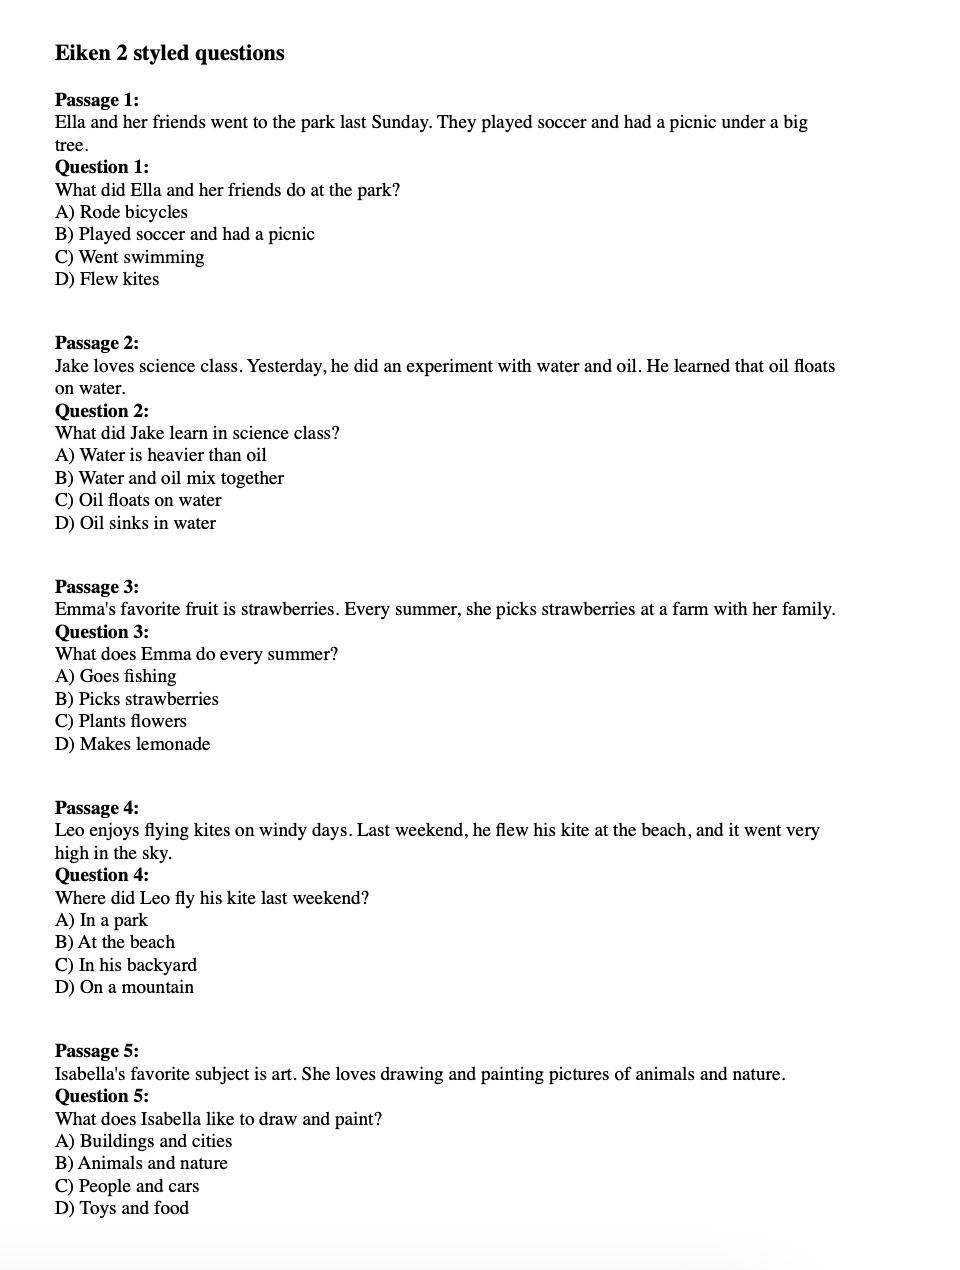 Eiken 2 styled questions
Passage 1:
Ella and her friends went to the park last Sunday. They played soccer and had a picnic under a big
tree.
Question 1:
What did Ella and her friends do at the park?
A) Rode bicycles
B) Played soccer and had a picnic
C) Went swimming
D) Flew kites
Passage 2:
Jake loves science class. Yesterday, he did an experiment with water and oil. He learned that oil floats
on water.
Question 2:
What did Jake learn in science class?
A) Water is heavier than oil
B) Water and oil mix together
C) Oil floats on water
D) Oil sinks in water
Passage 3:
Emma's favorite fruit is strawberries. Every summer, she picks strawberries at a farm with her family.
Question 3:
What does Emma do every summer?
A) Goes fishing
B) Picks strawberries
C) Plants flowers
D) Makes lemonade
Passage 4:
Leo enjoys flying kites on windy days. Last weekend, he flew his kite at the beach, and it went very
high in the sky.
Question 4:
Where did Leo fly his kite last weekend?
A) In a park
B) At the beach
C) In his backyard
D) On a mountain
Passage 5:
Isabella's favorite subject is art. She loves drawing and painting pictures of animals and nature.
Question 5:
What does Isabella like to draw and paint?
A) Buildings and cities
B) Animals and nature
C) People and cars
D) Toys and food